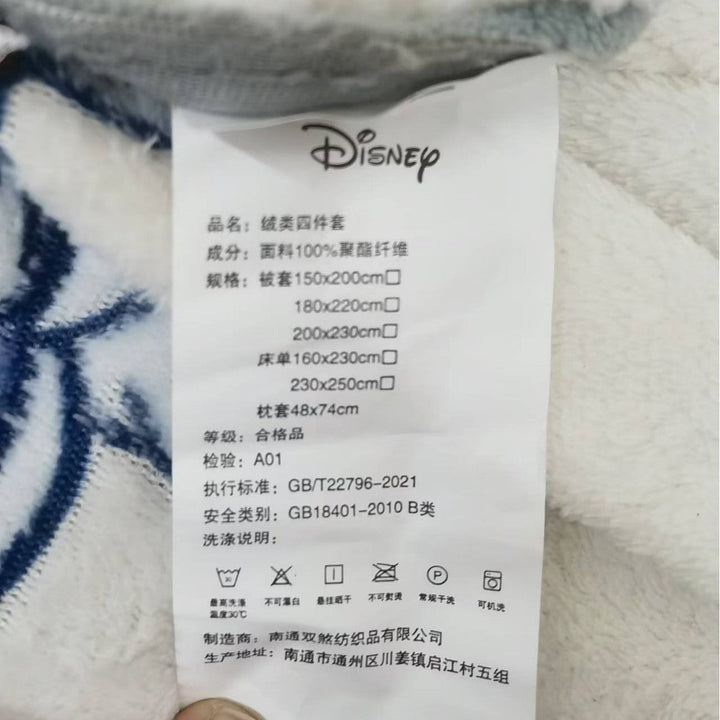 DISNEY
品名：绒类四件套
成分：面料100%聚酯纤维
规格：被套150x200cm□
180x220cm□
200x230cm□
床单160x230cm□
230x250cm□
枕套48x74cm
等级：合格品
检验：A01
执行标准：GB/T22796-2021
安全类别：GB18401-2010 B类
洗涤说明：
30 P
最高洗涤温度30℃ 不可漂白 悬挂晒干 不可熨烫 常规干洗 可机洗
制造商：南通双煞纺织品有限公司
生产地址：南通市通州区川姜镇启江村五组